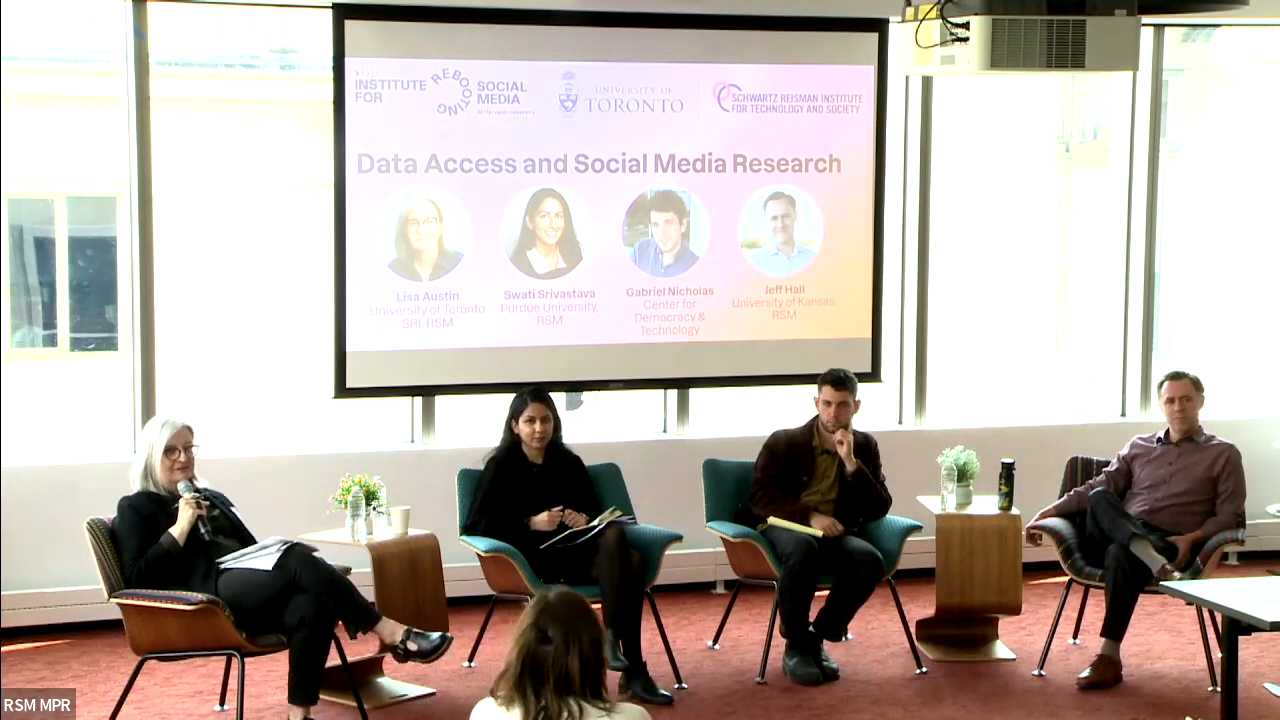 INSTITUTE
FOR
REBOOTING
SOCIAL
MEDIA
UNIVERSITY OF
TORONTO
SCHWARTZ REISMAN INSTITUTE
FOR TECHNOLOGY AND SOCIETY
Data Access and Social Media Research
Lisa Austin
University of Toronto
SRI, RSM
Swati Srivastava
Purdue University,
RSM
Gabriel Nicholas
Center for
Democracy &
Technology
Jeff Hall
University of Kansas,
RSM
RSM MPR